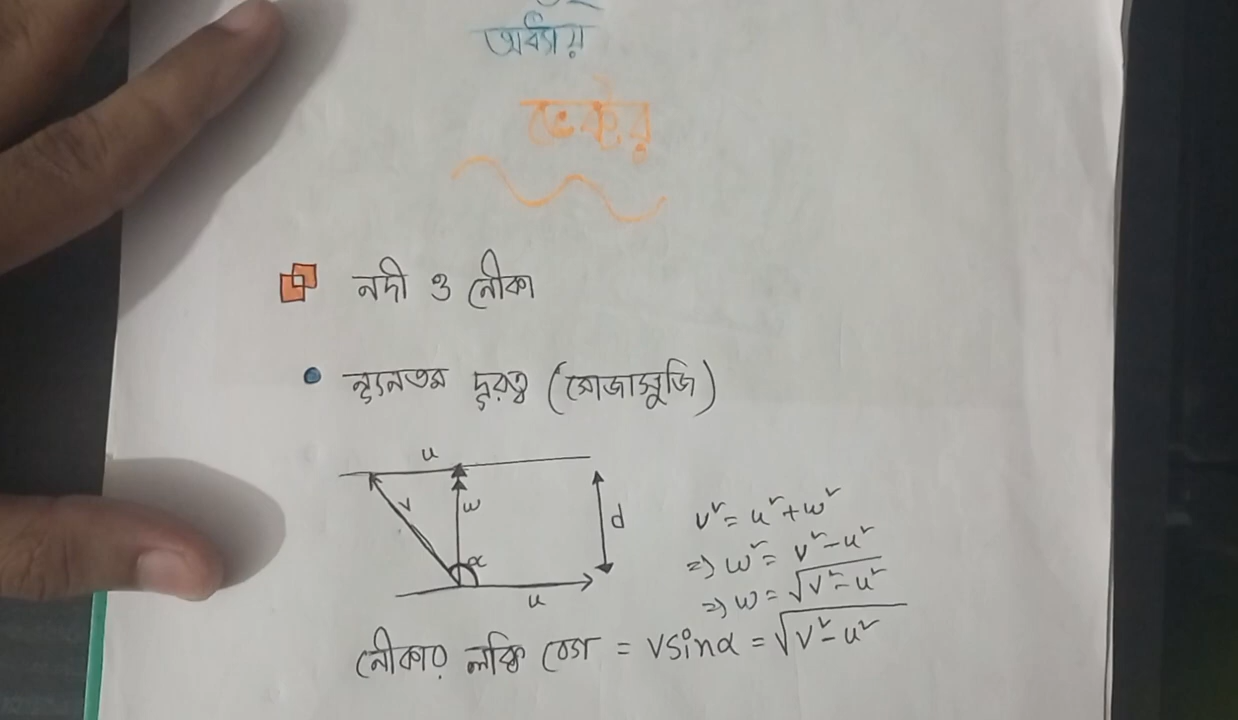 অধ্যায়
ভেক্টর
নদী ও নৌকা
ন্যূনতম দূরত্ব (সোজাসুজি)
u
v
w
d
α
u
v² = u² + w²
=> w² = v² - u²
=> w = √v² - u²
নৌকার লব্ধি বেগ = vsinα = √v² - u²